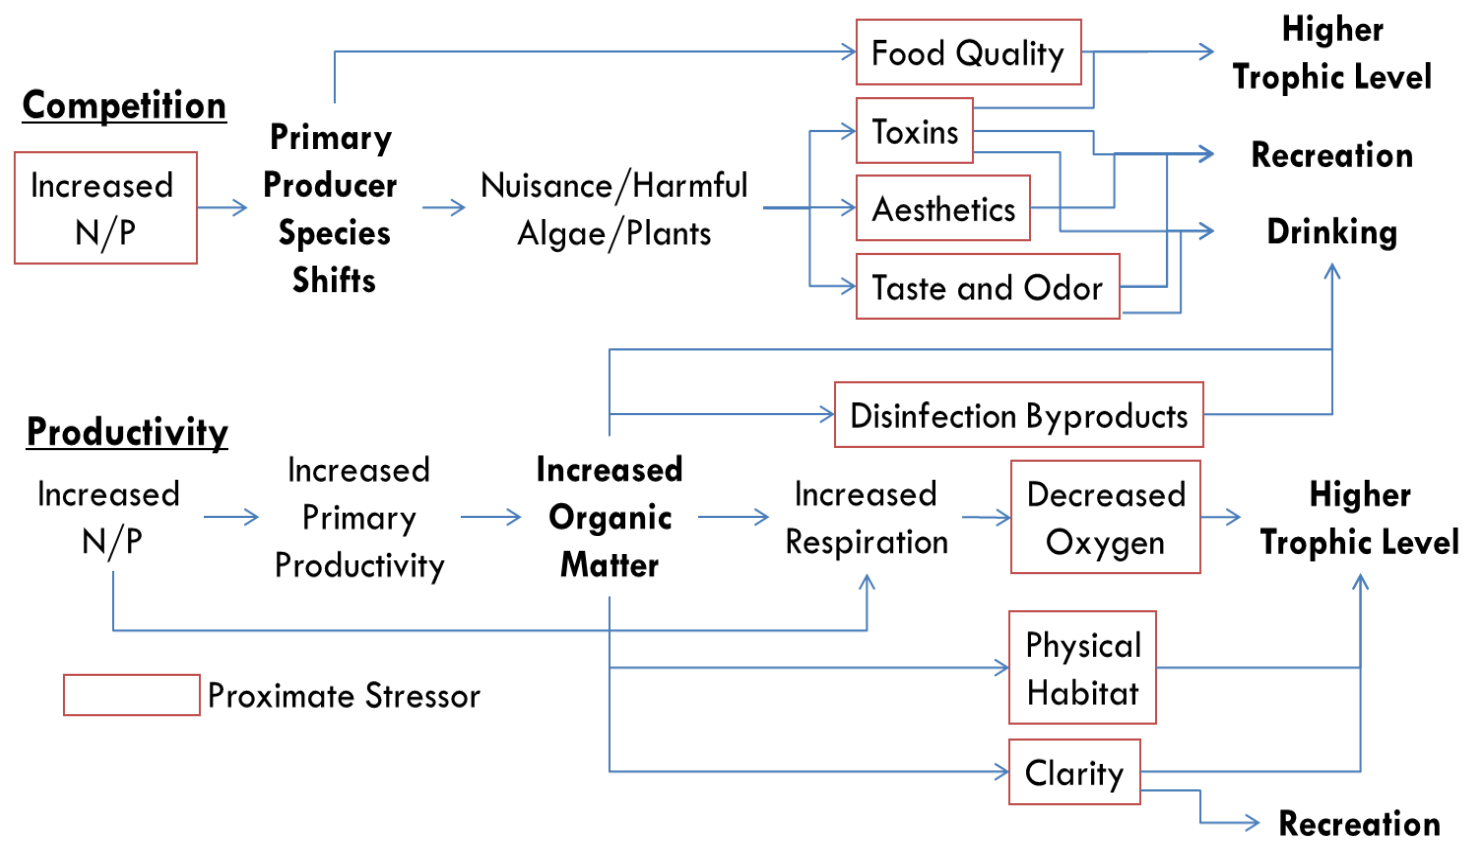 Competition
Increased
N/P
Primary
Producer
Species
Shifts
Nuisance/Harmful
Algae/Plants
Food Quality
Toxins
Aesthetics
Taste and Odor
Higher
Trophic Level
Recreation
Drinking
Productivity
Increased
N/P
Increased
Primary
Productivity
Increased
Organic
Matter
Disinfection Byproducts
Increased
Respiration
Decreased
Oxygen
Higher
Trophic Level
Physical
Habitat
Clarity
Recreation
Proximate Stressor